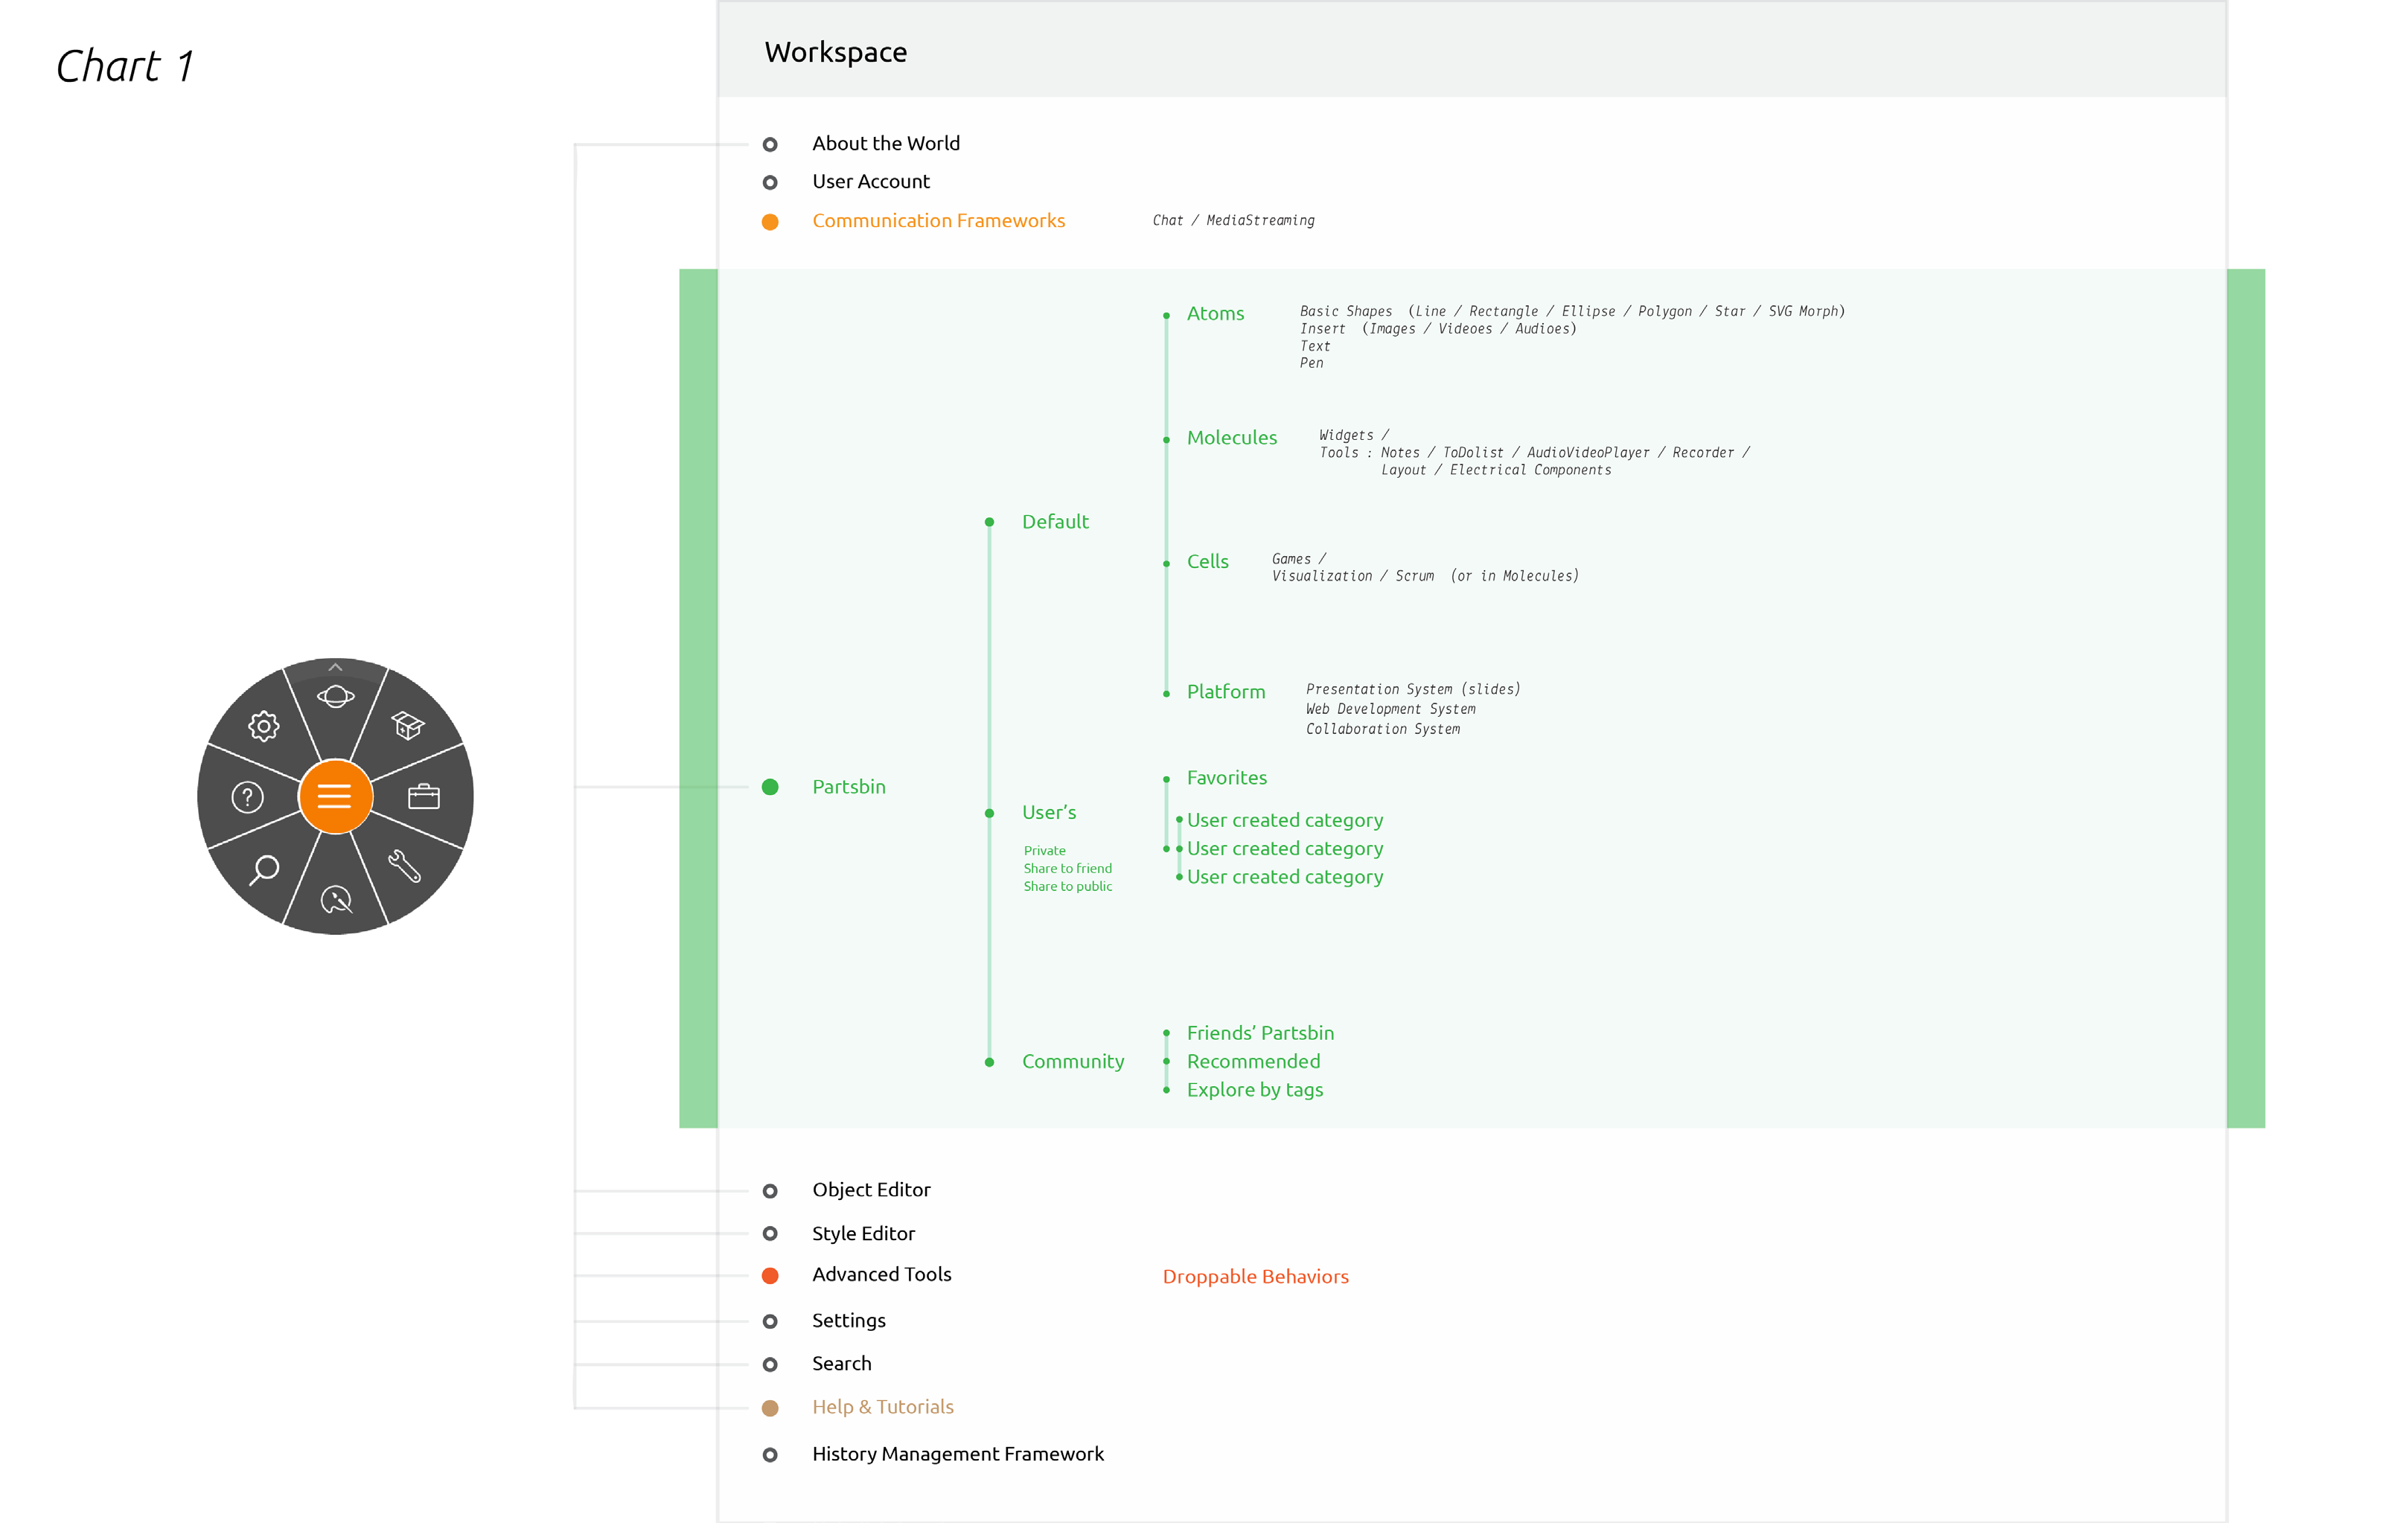 Chart 1
Workspace
About the World
User Account
Communication Frameworks
Chat / MediaStreaming
Atoms
Basic Shapes (Line / Rectangle / Ellipse / Polygon / Star / SVG Morph)
Insert (Images / Videoes / Audioes)
Text
Pen
Molecules
Widgets /
Tools : Notes / ToDolist / AudioVideoPlayer / Recorder /
Layout / Electrical Components
Default
Cells
Games /
Visualization / Scrum (or in Molecules)
Platform
Presentation System (slides)
Web Development System
Collaboration System
Partsbin
User’s
Private
Share to friend
Share to public
Favorites
User created category
User created category
User created category
Community
Friends’ Partsbin
Recommended
Explore by tags
Object Editor
Style Editor
Advanced Tools
Droppable Behaviors
Settings
Search
Help & Tutorials
History Management Framework